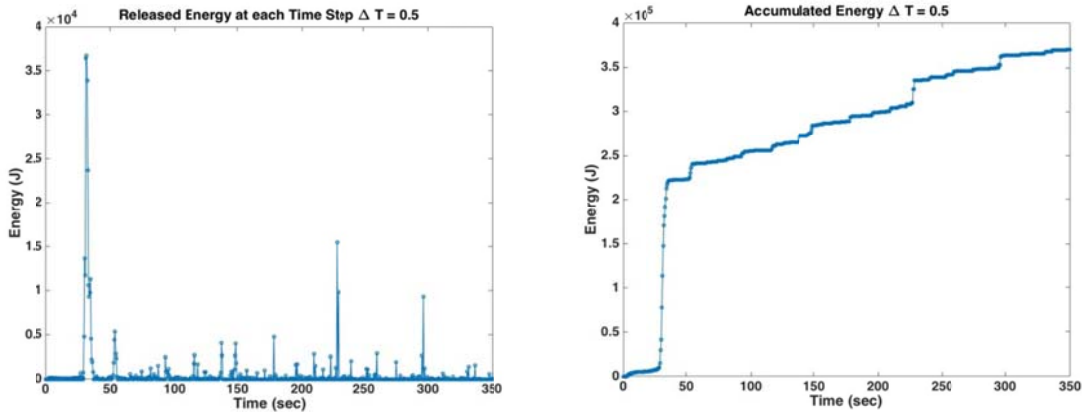 Released Energy at each Time Step Δ T = 0.5
×10⁴
4
3.5
3
2.5
2
1.5
1
0.5
0
Energy (J)
0 50 100 150 200 250 300 350
Time (sec)
Accumulated Energy Δ T = 0.5
×10⁵
4
3.5
3
2.5
2
1.5
1
0.5
0
Energy (J)
0 50 100 150 200 250 300 350
Time (sec)